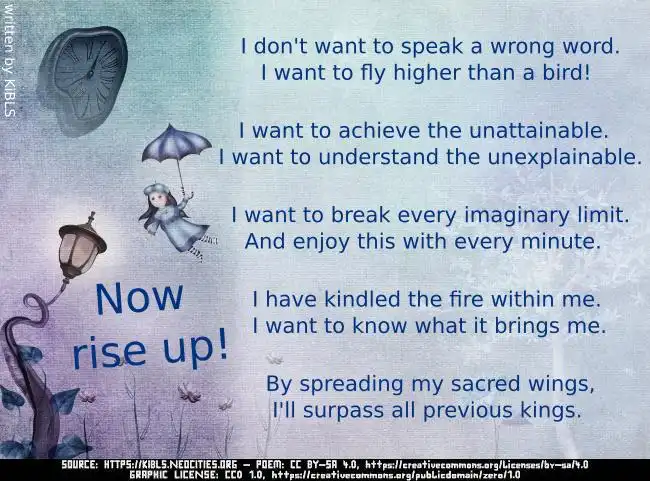 written by KiBLS
I don't want to speak a wrong word.
I want to fly higher than a bird!
I want to achieve the unattainable.
I want to understand the unexplainable.
I want to break every imaginary limit.
And enjoy this with every minute.
Now
rise up!
I have kindled the fire within me.
I want to know what it brings me.
By spreading my sacred wings,
I'll surpass all previous kings.
SOURCE: HTTPS://KIBLS.NEOCITIES.ORG — POEM: CC BY-SA 4.0, https://creativecommons.org/licenses/by-sa/4.0
GRAPHIC LICENSE: CC0 1.0, https://creativecommons.org/publicdomain/zero/1.0